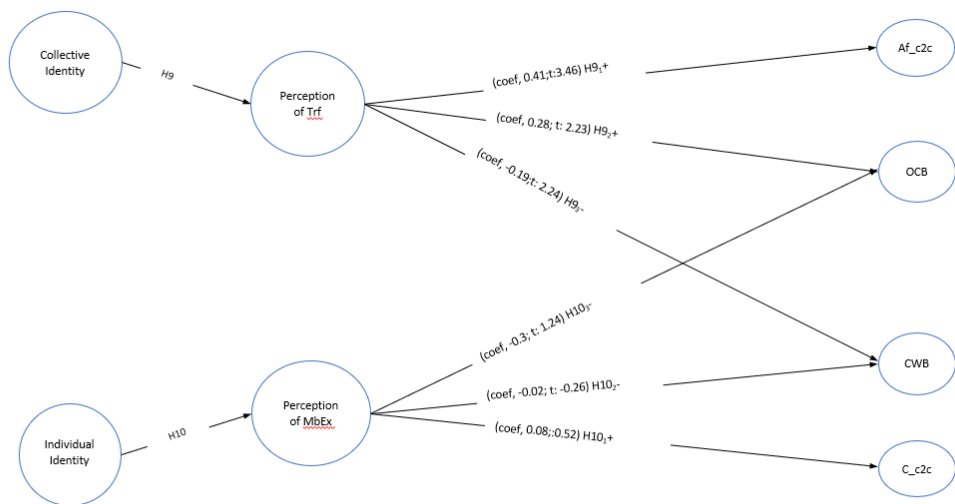 Collective
Identity
H9
Perception
of Trf
(coef, 0.41;t:3.46) H9₁+
Af_c2c
(coef, 0.28; t: 2.23) H9₂+
OCB
(coef, -0.19;t: 2.24) H9₃-
(coef, -0.3; t: 1.24) H10₃-
CWB
Perception
of MbEx
(coef, -0.02; t: -0.26) H10₂-
(coef, 0.08;:0.52) H10₁+
C_c2c
Individual
Identity
H10